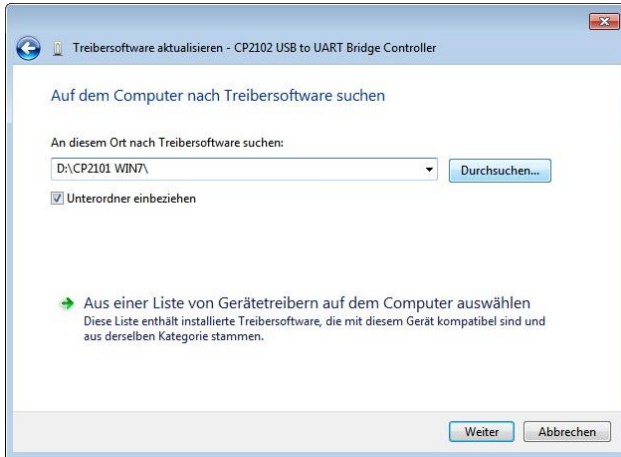 Treibersoftware aktualisieren - CP2102 USB to UART Bridge Controller
Auf dem Computer nach Treibersoftware suchen
An diesem Ort nach Treibersoftware suchen:
D:\CP2101 WIN7\
Durchsuchen...
Unterordner einbeziehen
Aus einer Liste von Gerätetreibern auf dem Computer auswählen
Diese Liste enthält installierte Treibersoftware, die mit diesem Gerät kompatibel sind und
aus derselben Kategorie stammen.
Weiter
Abbrechen